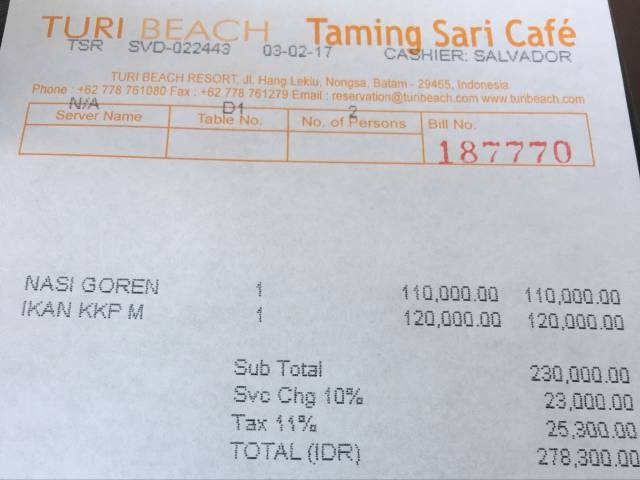 TURI BEACH Taming Sari Café
TSR SVD-022443 03-02-17 CASHIER: SALVADOR
TURI BEACH RESORT, Jl. Hang Lekiu, Nongsa, Batam - 29465, Indonesia
Phone : +62 778 761080 Fax : +62 778 761279 Email : reservation@turibeach.com www.turibeach.com
N/A D1 2
Server Name Table No. No. of Persons Bill No.
187770
NASI GOREN 1 110,000.00 110,000.00
IKAN KKP M 1 120,000.00 120,000.00
Sub Total 230,000.00
Svc Chg 10% 23,000.00
Tax 11% 25,300.00
TOTAL (IDR) 278,300.00